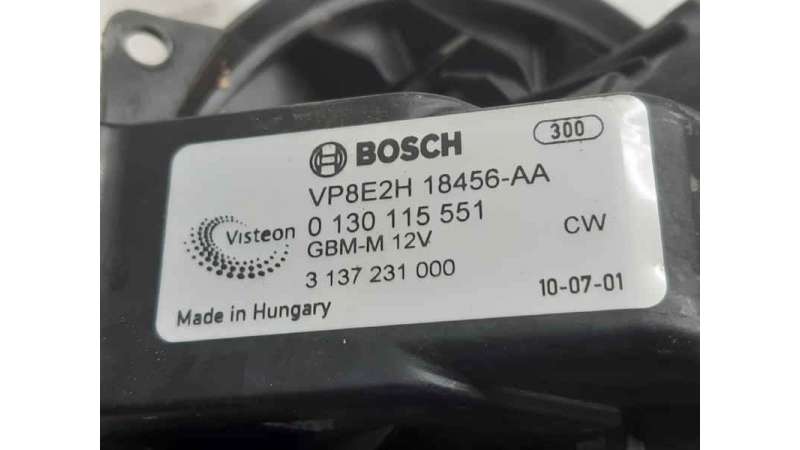 BOSCH
300
VP8E2H 18456-AA
Visteon
0 130 115 551
GBM-M 12V
CW
3 137 231 000
10-07-01
Made in Hungary